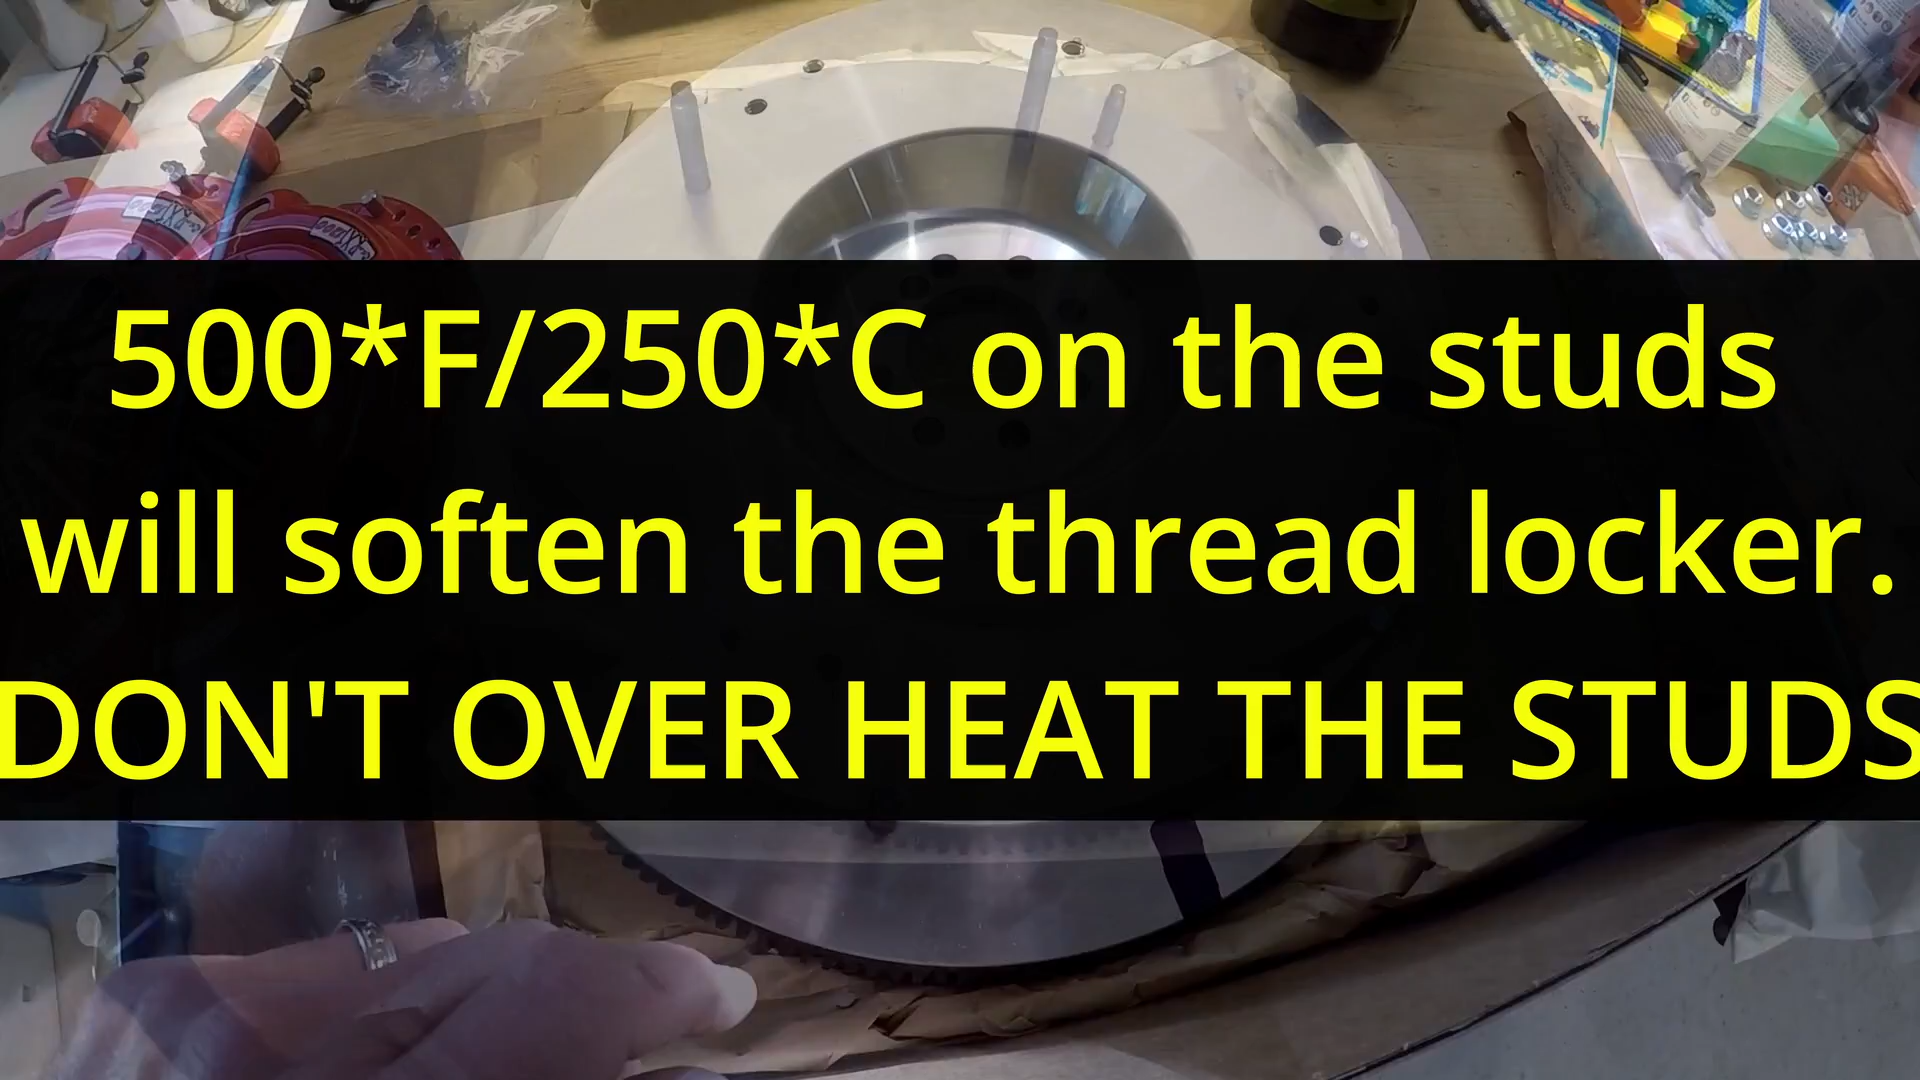 500*F/250*C on the studs
will soften the thread locker.
DON'T OVER HEAT THE STUDS